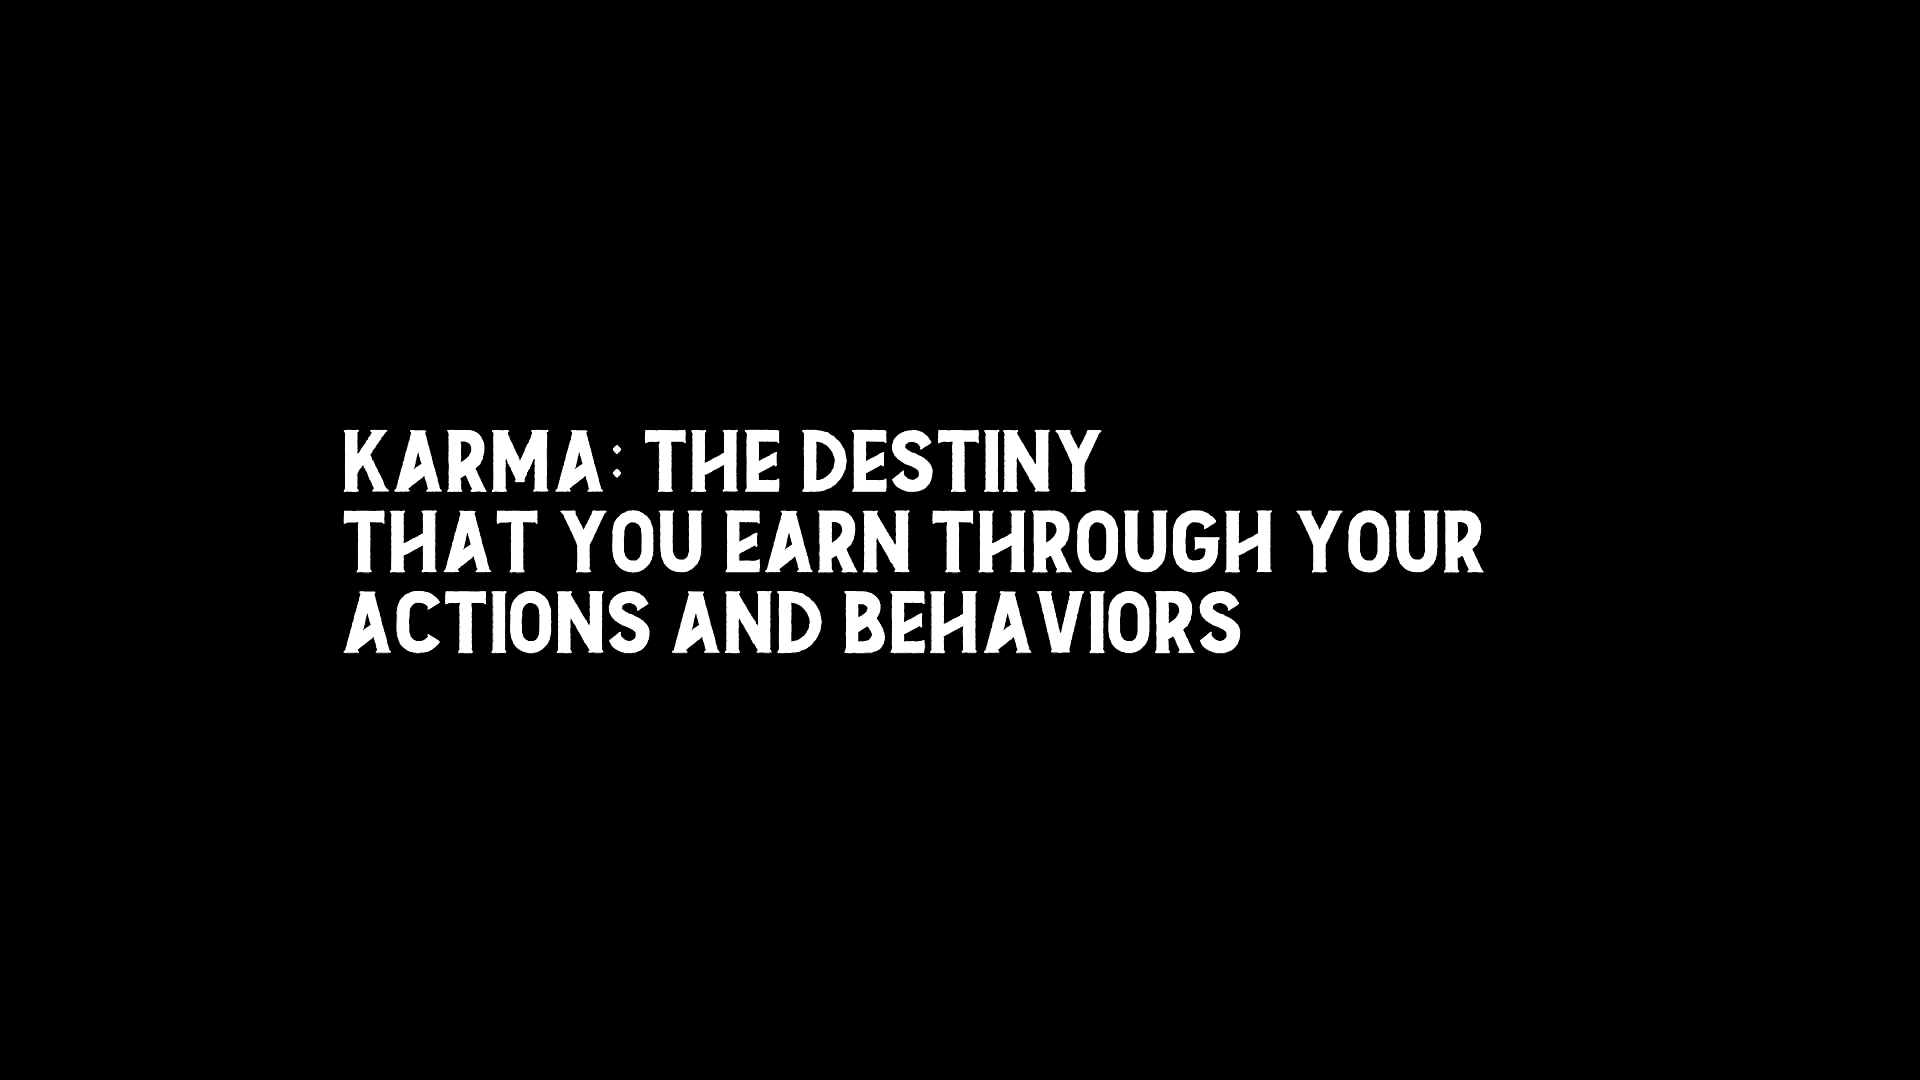 KARMA: THE DESTINY
THAT YOU EARN THROUGH YOUR
ACTIONS AND BEHAVIORS